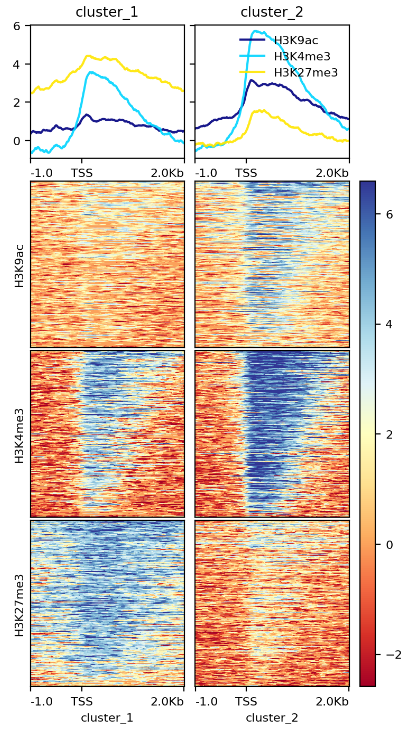 cluster_1 cluster_2
6
4
2
0
H3K9ac
H3K4me3
H3K27me3
-1.0 TSS 2.0Kb -1.0 TSS 2.0Kb
H3K9ac
H3K4me3
H3K27me3
6
4
2
0
−2
-1.0 TSS 2.0Kb -1.0 TSS 2.0Kb
cluster_1 cluster_2